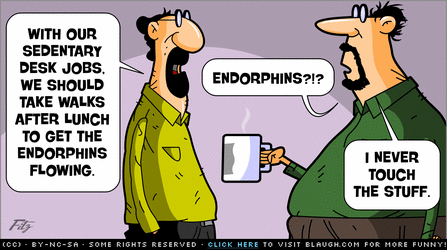 WITH OUR
SEDENTARY
DESK JOBS,
WE SHOULD
TAKE WALKS
AFTER LUNCH
TO GET THE
ENDORPHINS
FLOWING.
ENDORPHINS?!?
I NEVER
TOUCH
THE STUFF.
Fitz
(CC) · BY-NC-SA · SOME RIGHTS RESERVED · CLICK HERE TO VISIT BLAUGH.COM FOR MORE FUNNY